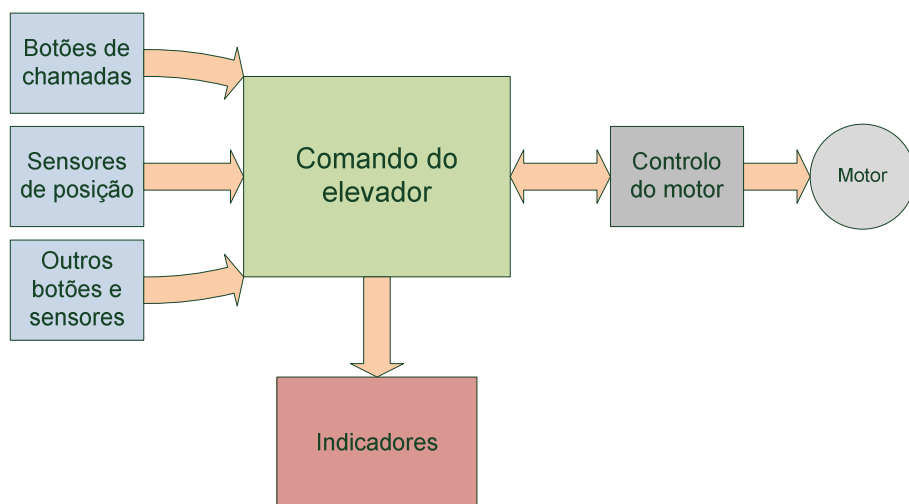 Botões de
chamadas
Sensores
de posição
Outros
botões e
sensores
Comando do
elevador
Controlo
do motor
Motor
Indicadores